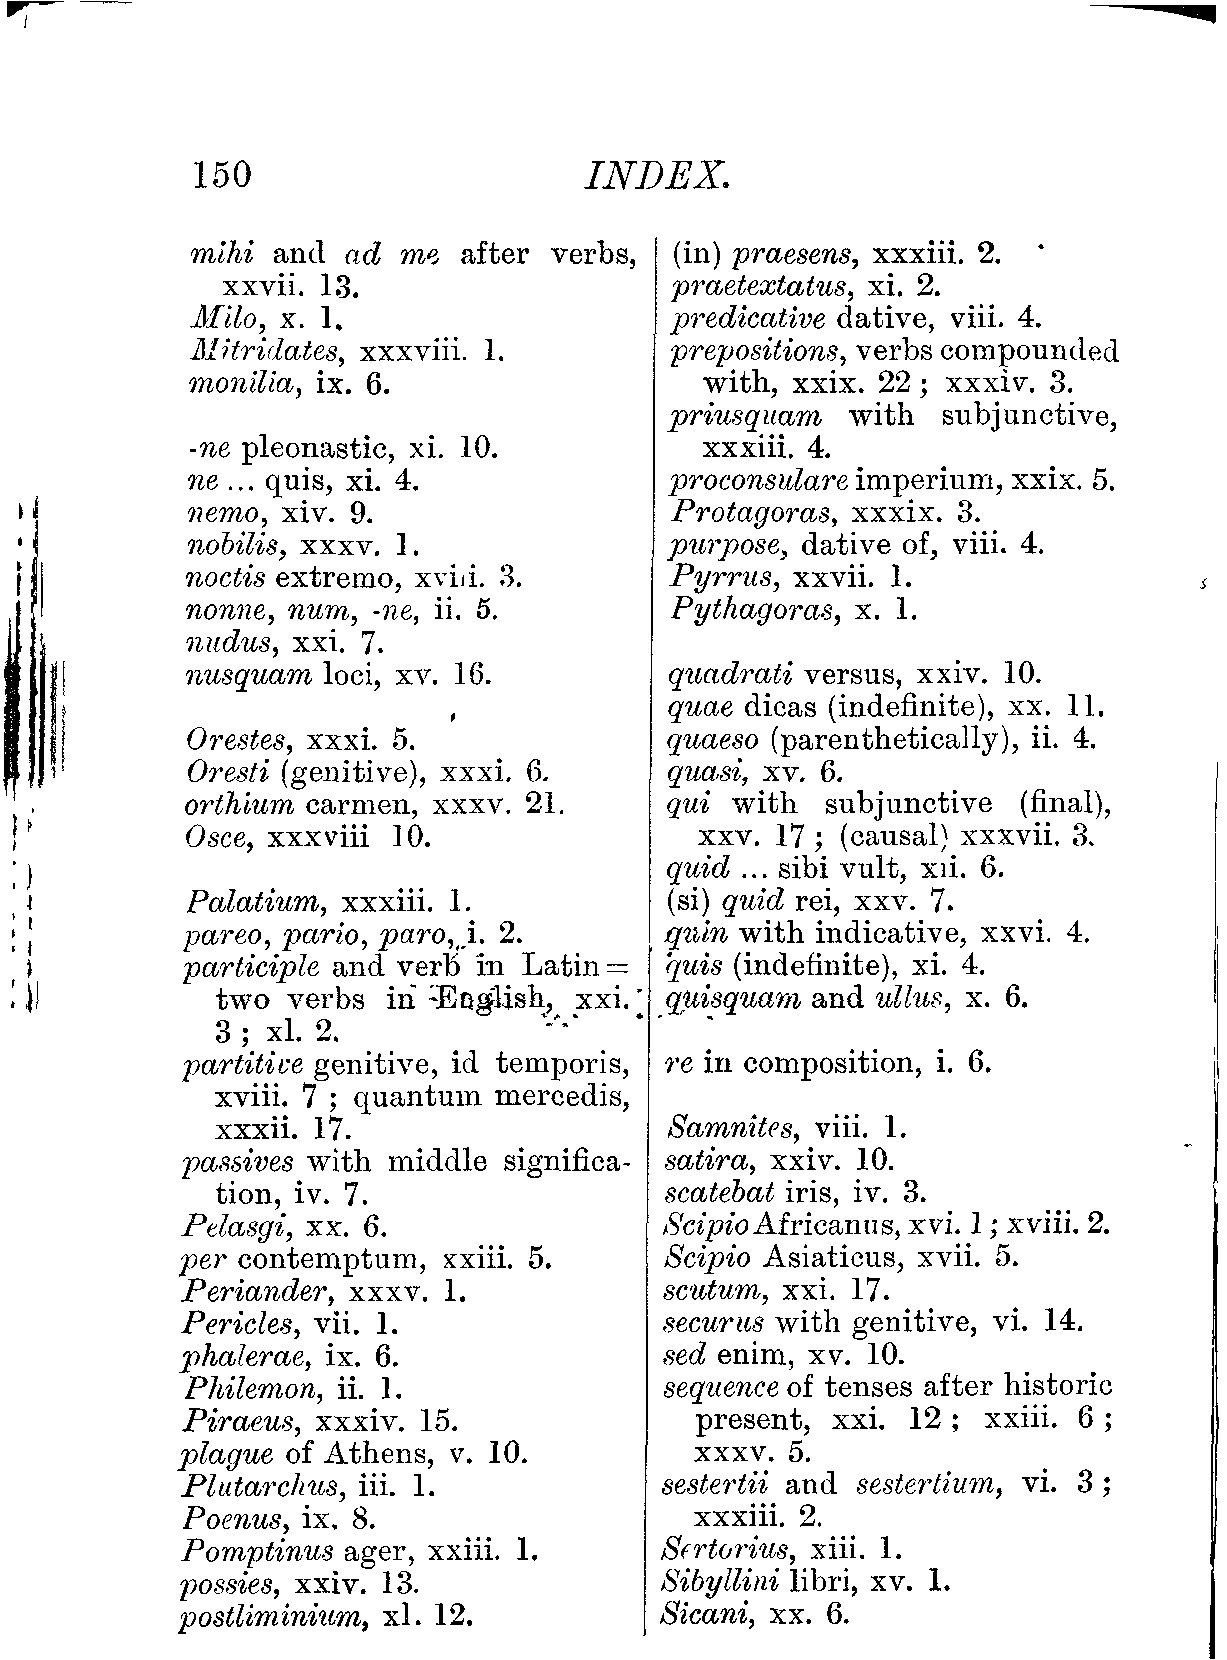 150 INDEX.
mihi and ad me after verbs,
xxvii. 13.
Milo, x. 1.
Mitridates, xxxviii. 1.
monilia, ix. 6.
-ne pleonastic, xi. 10.
ne ... quis, xi. 4.
nemo, xiv. 9.
nobilis, xxxv. 1.
noctis extremo, xviii. 3.
nonne, num, -ne, ii. 5.
nudus, xxi. 7.
nusquam loci, xv. 16.
Orestes, xxxi. 5.
Oresti (genitive), xxxi. 6.
orthium carmen, xxxv. 21.
Osce, xxxviii 10.
Palatium, xxxiii. 1.
pareo, pario, paro, i. 2.
participle and verb in Latin =
two verbs in English, xxi.
3 ; xl. 2.
partitive genitive, id temporis,
xviii. 7 ; quantum mercedis,
xxxii. 17.
passives with middle significa-
tion, iv. 7.
Pelasgi, xx. 6.
per contemptum, xxiii. 5.
Periander, xxxv. 1.
Pericles, vii. 1.
phalerae, ix. 6.
Philemon, ii. 1.
Piraeus, xxxiv. 15.
plague of Athens, v. 10.
Plutarchus, iii. 1.
Poenus, ix. 8.
Pomptinus ager, xxiii. 1.
possies, xxiv. 13.
postliminium, xl. 12.
(in) praesens, xxxiii. 2.
praetextatus, xi. 2.
predicative dative, viii. 4.
prepositions, verbs compounded
with, xxix. 22 ; xxxiv. 3.
priusquam with subjunctive,
xxxiii. 4.
proconsulare imperium, xxix. 5.
Protagoras, xxxix. 3.
purpose, dative of, viii. 4.
Pyrrus, xxvii. 1.
Pythagoras, x. 1.
quadrati versus, xxiv. 10.
quae dicas (indefinite), xx. 11.
quaeso (parenthetically), ii. 4.
quasi, xv. 6.
qui with subjunctive (final),
xxv. 17 ; (causal) xxxvii. 3.
quid ... sibi vult, xii. 6.
(si) quid rei, xxv. 7.
quin with indicative, xxvi. 4.
quis (indefinite), xi. 4.
quisquam and ullus, x. 6.
re in composition, i. 6.
Samnites, viii. 1.
satira, xxiv. 10.
scatebat iris, iv. 3.
Scipio Africanus, xvi. 1 ; xviii. 2.
Scipio Asiaticus, xvii. 5.
scutum, xxi. 17.
securus with genitive, vi. 14.
sed enim, xv. 10.
sequence of tenses after historic
present, xxi. 12 ; xxiii. 6 ;
xxxv. 5.
sestertii and sestertium, vi. 3 ;
xxxiii. 2.
Sertorius, xiii. 1.
Sibyllini libri, xv. 1.
Sicani, xx. 6.